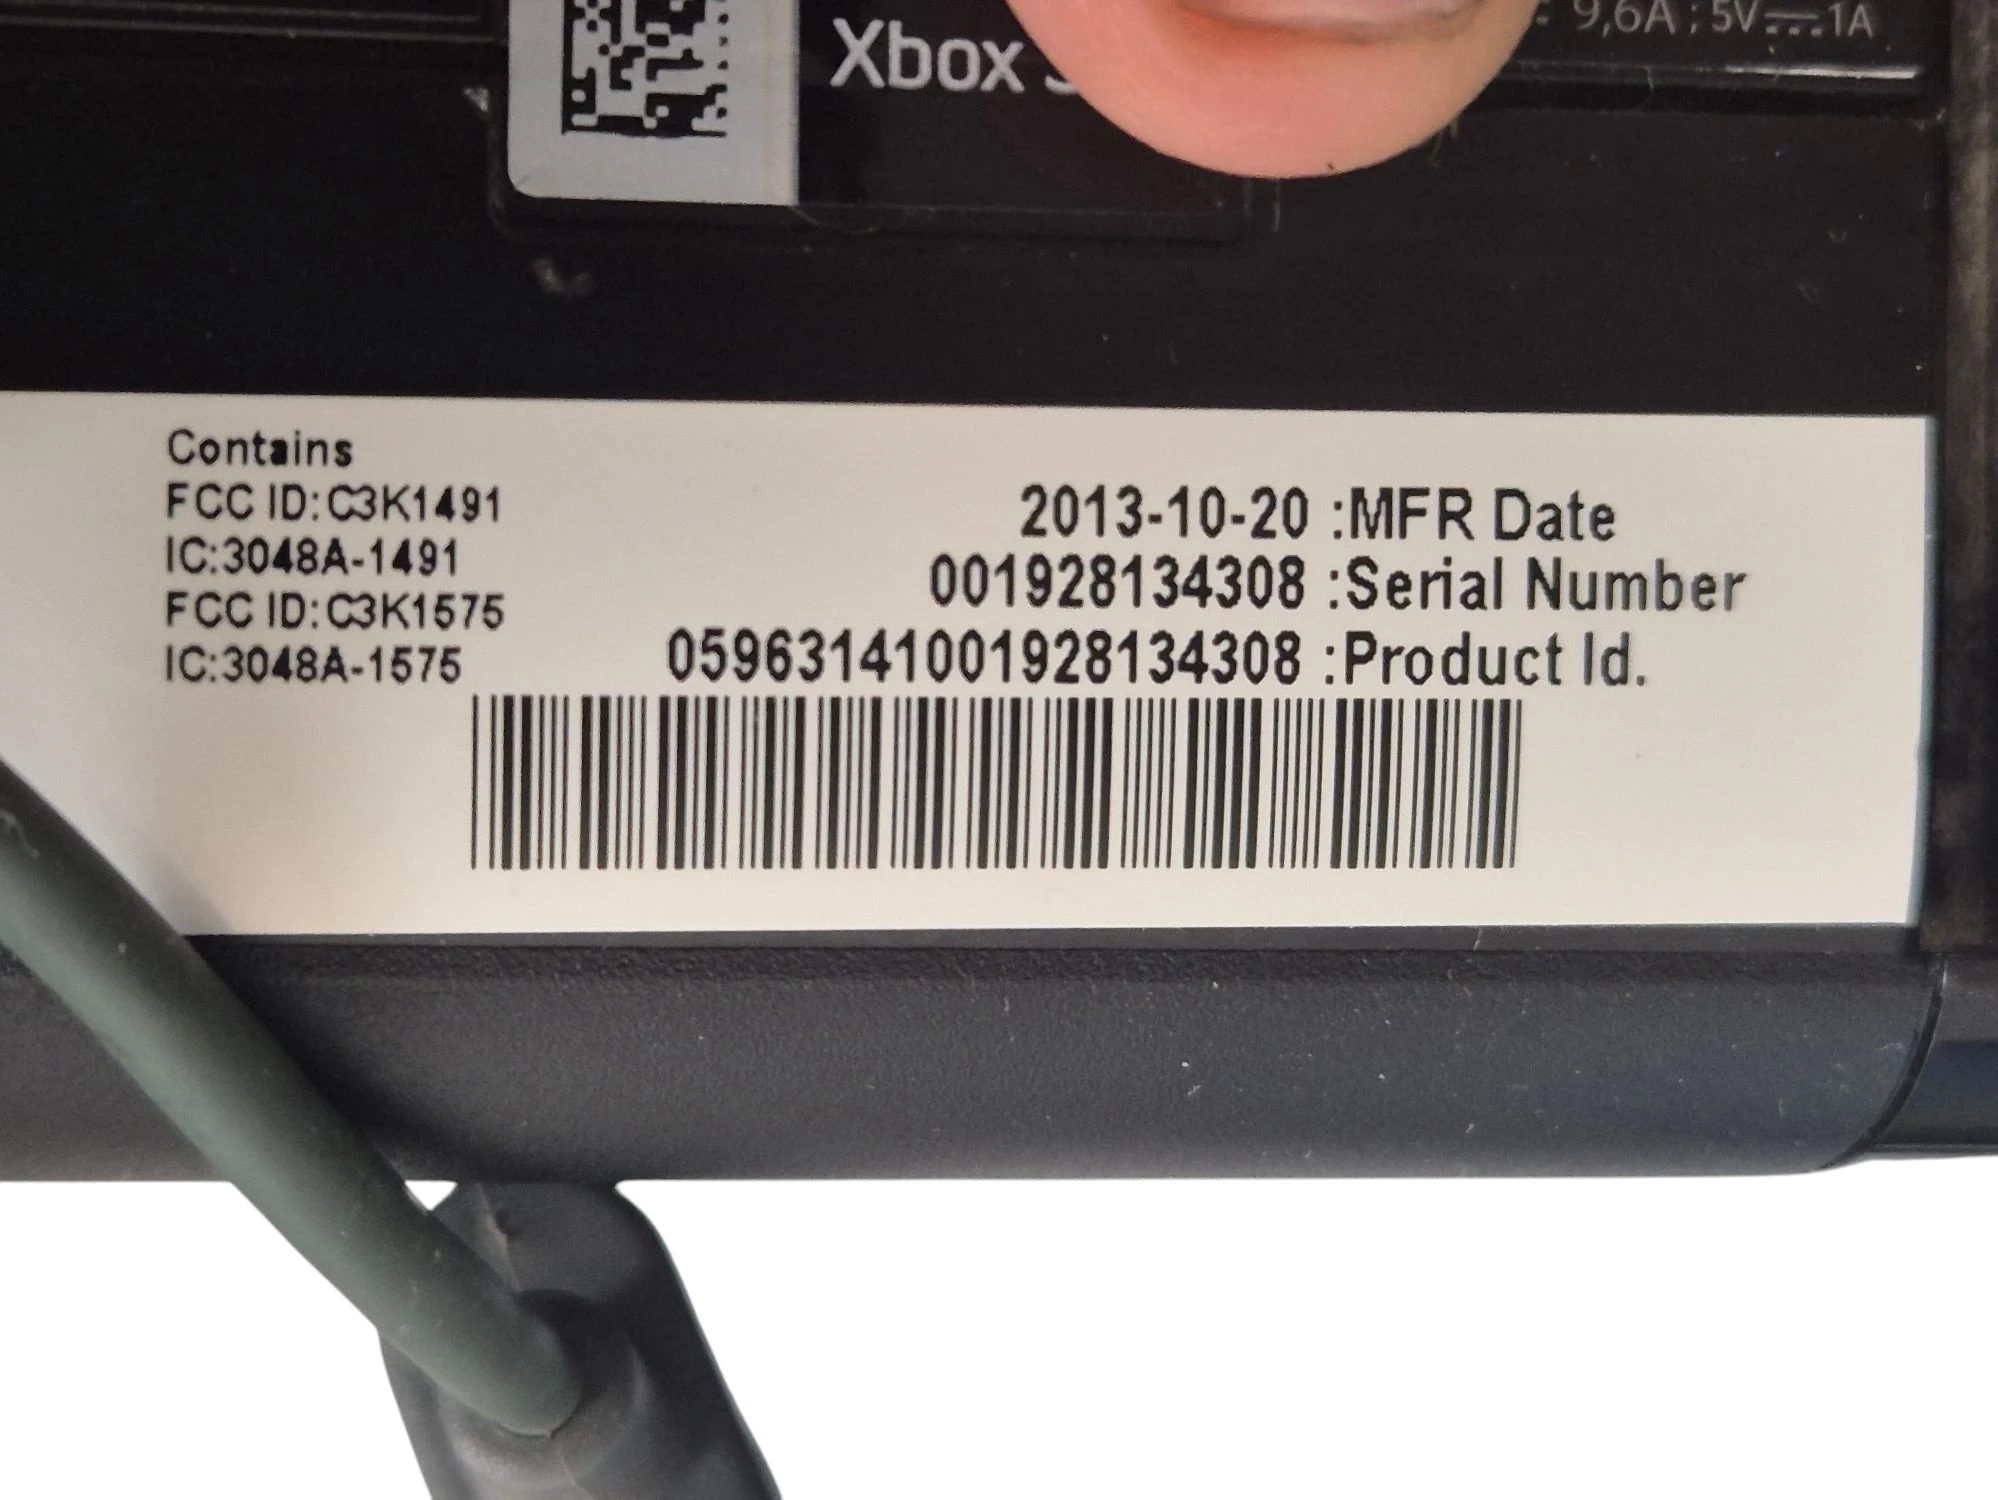 Xbox
9,6A ; 5V⎓1A
Contains
FCC ID: C3K1491
IC:3048A-1491
FCC ID: C3K1575
IC:3048A-1575
2013-10-20 :MFR Date
001928134308 :Serial Number
05963141001928134308 :Product Id.